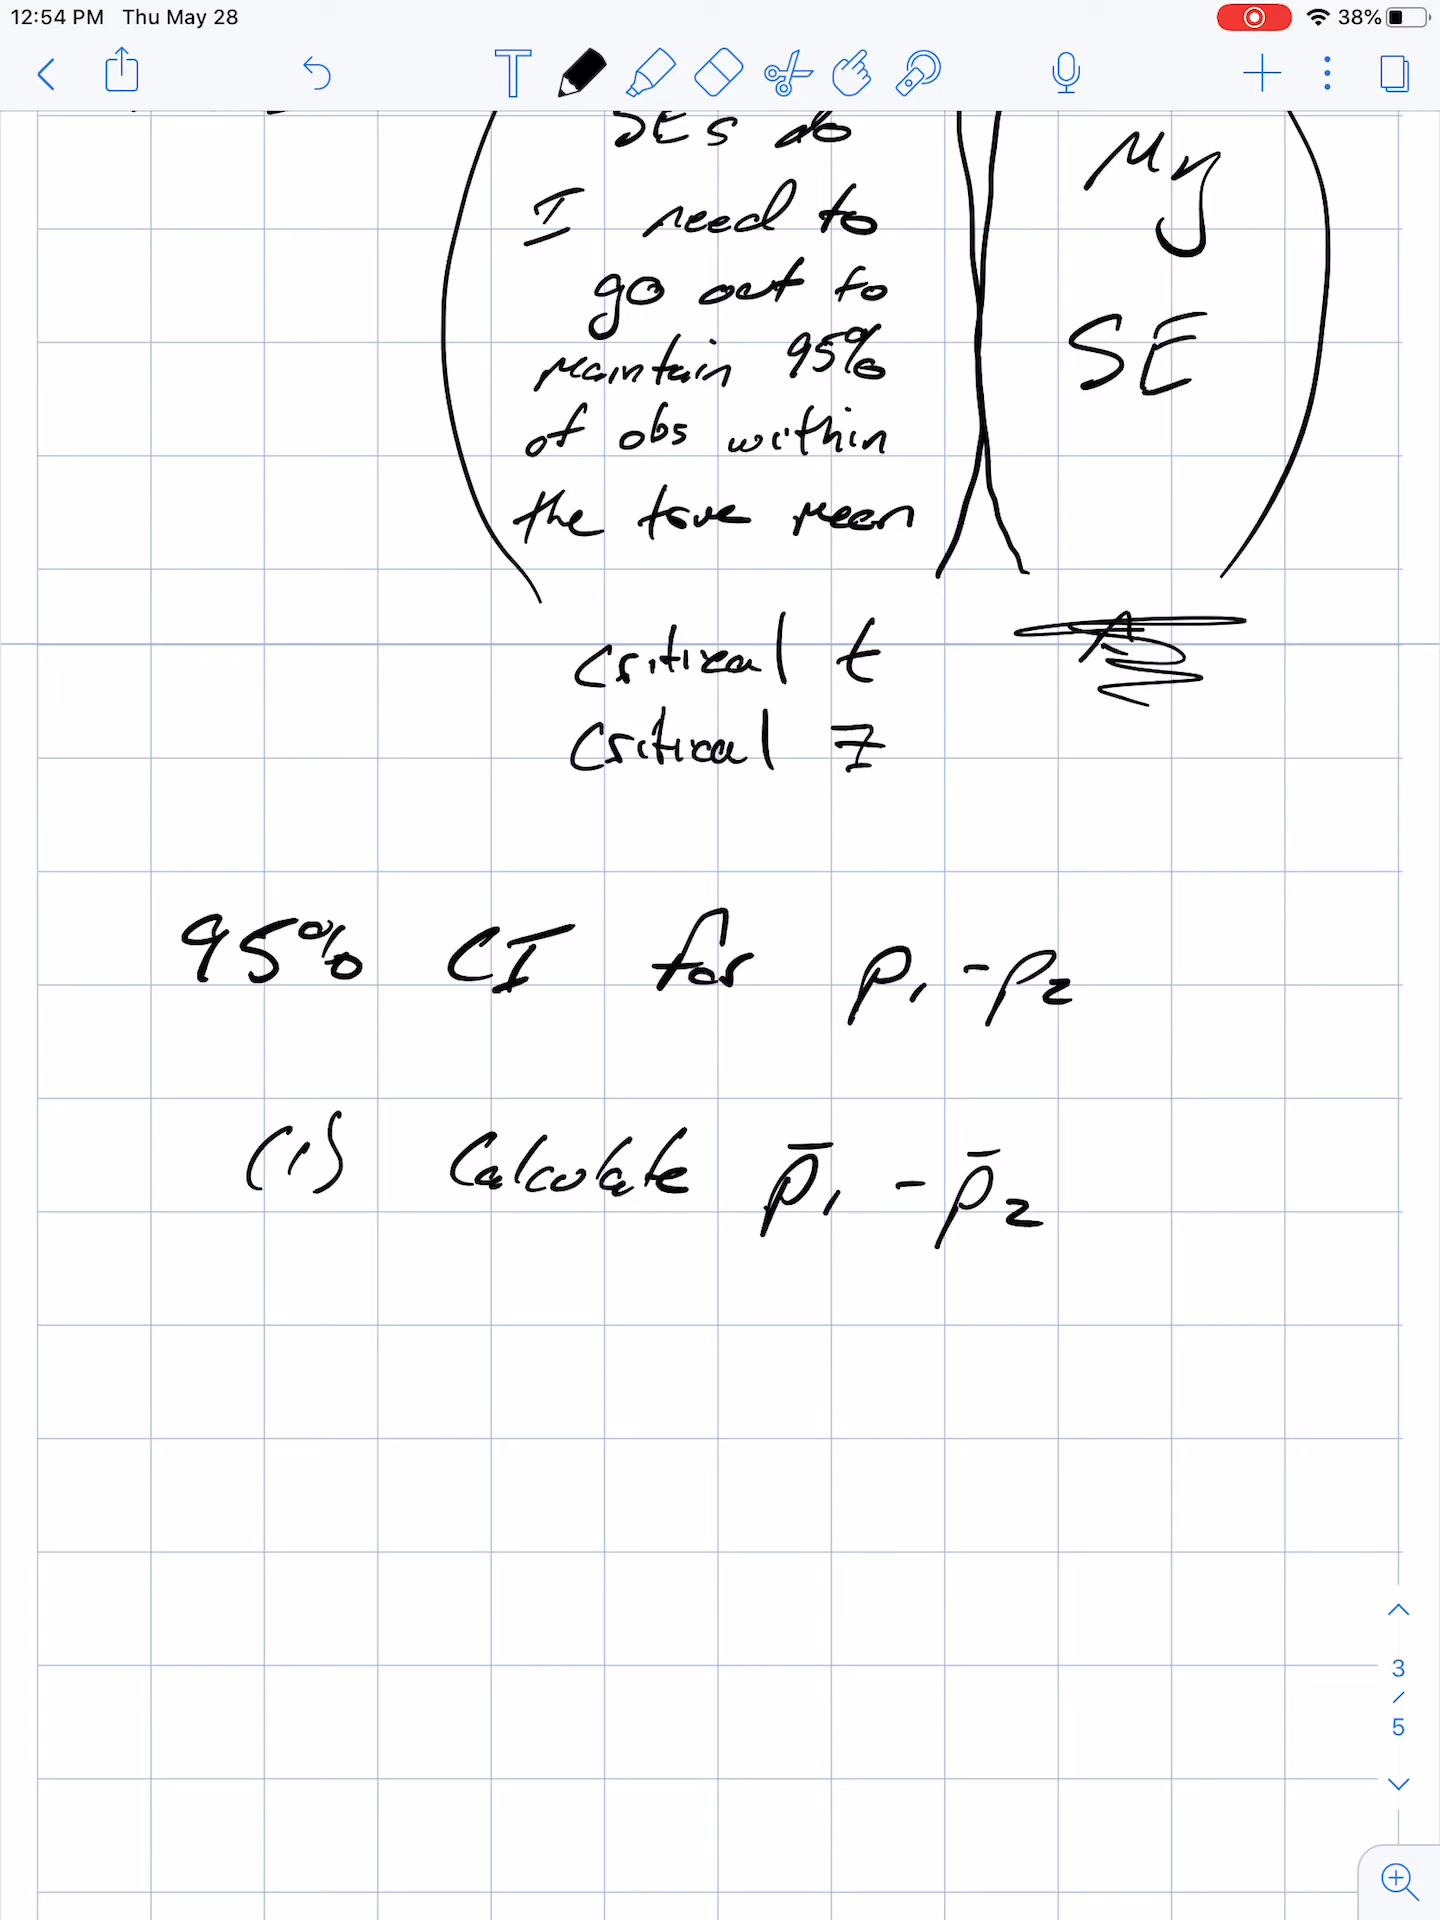 12:54 PM Thu May 28
38%
T
SEs do
I need to
go out to
maintain 95%
of obs within
the true mean
My
SE
critical t
critical Z
95% CI for p₁ - p₂
(1) Calculate p̄₁ - p̄₂
3
/
5